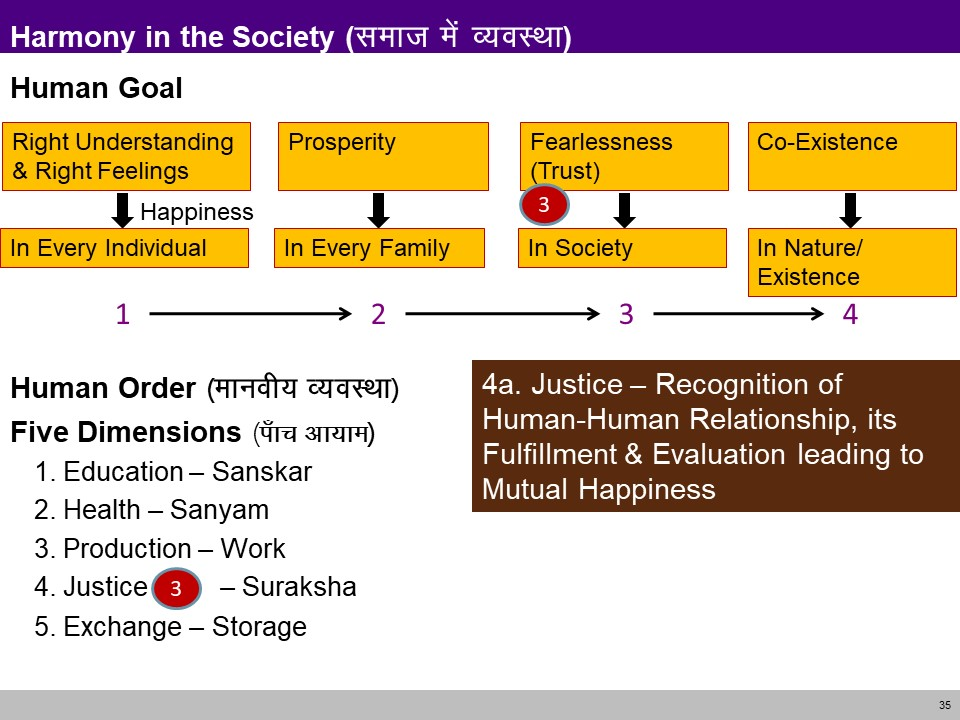 Harmony in the Society (समाज में व्यवस्था)
Human Goal
Right Understanding
& Right Feelings
Prosperity
Fearlessness
(Trust)
Co-Existence
3
Happiness
In Every Individual
In Every Family
In Society
In Nature/
Existence
1
2
3
4
Human Order (मानवीय व्यवस्था)
Five Dimensions (पाँच आयाम)
1. Education – Sanskar
2. Health – Sanyam
3. Production – Work
4. Justice 3 – Suraksha
5. Exchange – Storage
4a. Justice – Recognition of
Human-Human Relationship, its
Fulfillment & Evaluation leading to
Mutual Happiness
35